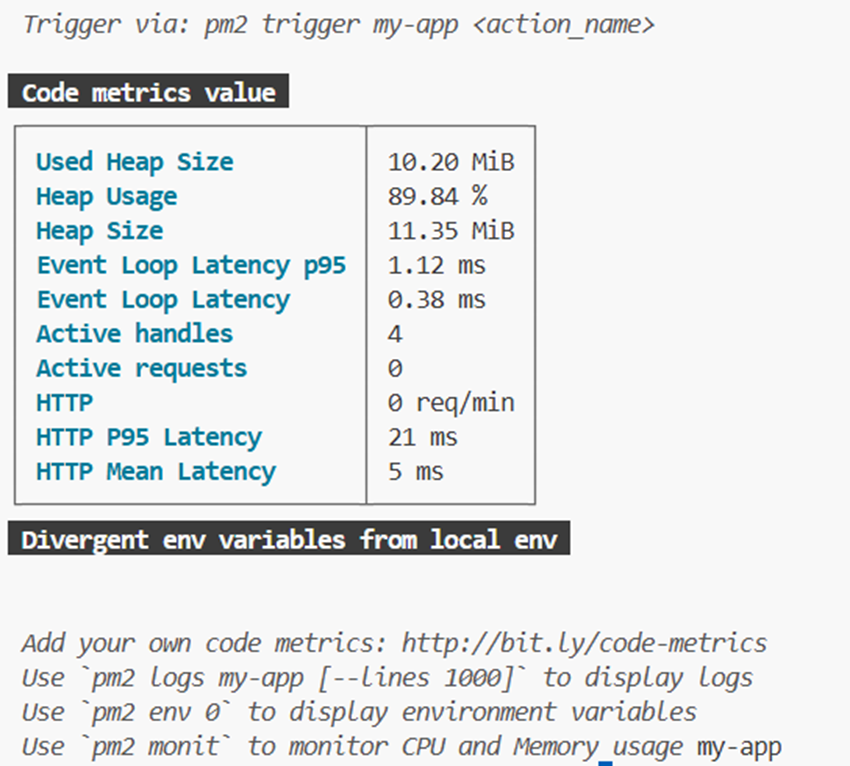 Trigger via: pm2 trigger my-app <action_name>
Code metrics value
Used Heap Size 10.20 MiB
Heap Usage 89.84 %
Heap Size 11.35 MiB
Event Loop Latency p95 1.12 ms
Event Loop Latency 0.38 ms
Active handles 4
Active requests 0
HTTP 0 req/min
HTTP P95 Latency 21 ms
HTTP Mean Latency 5 ms
Divergent env variables from local env
Add your own code metrics: http://bit.ly/code-metrics
Use `pm2 logs my-app [--lines 1000]` to display logs
Use `pm2 env 0` to display environment variables
Use `pm2 monit` to monitor CPU and Memory usage my-app